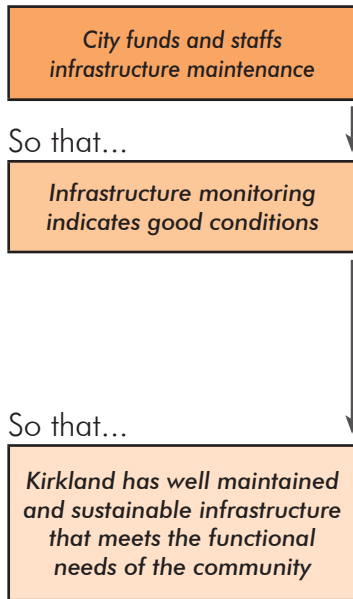 City funds and staffs
infrastructure maintenance
So that...
Infrastructure monitoring
indicates good conditions
So that...
Kirkland has well maintained
and sustainable infrastructure
that meets the functional
needs of the community